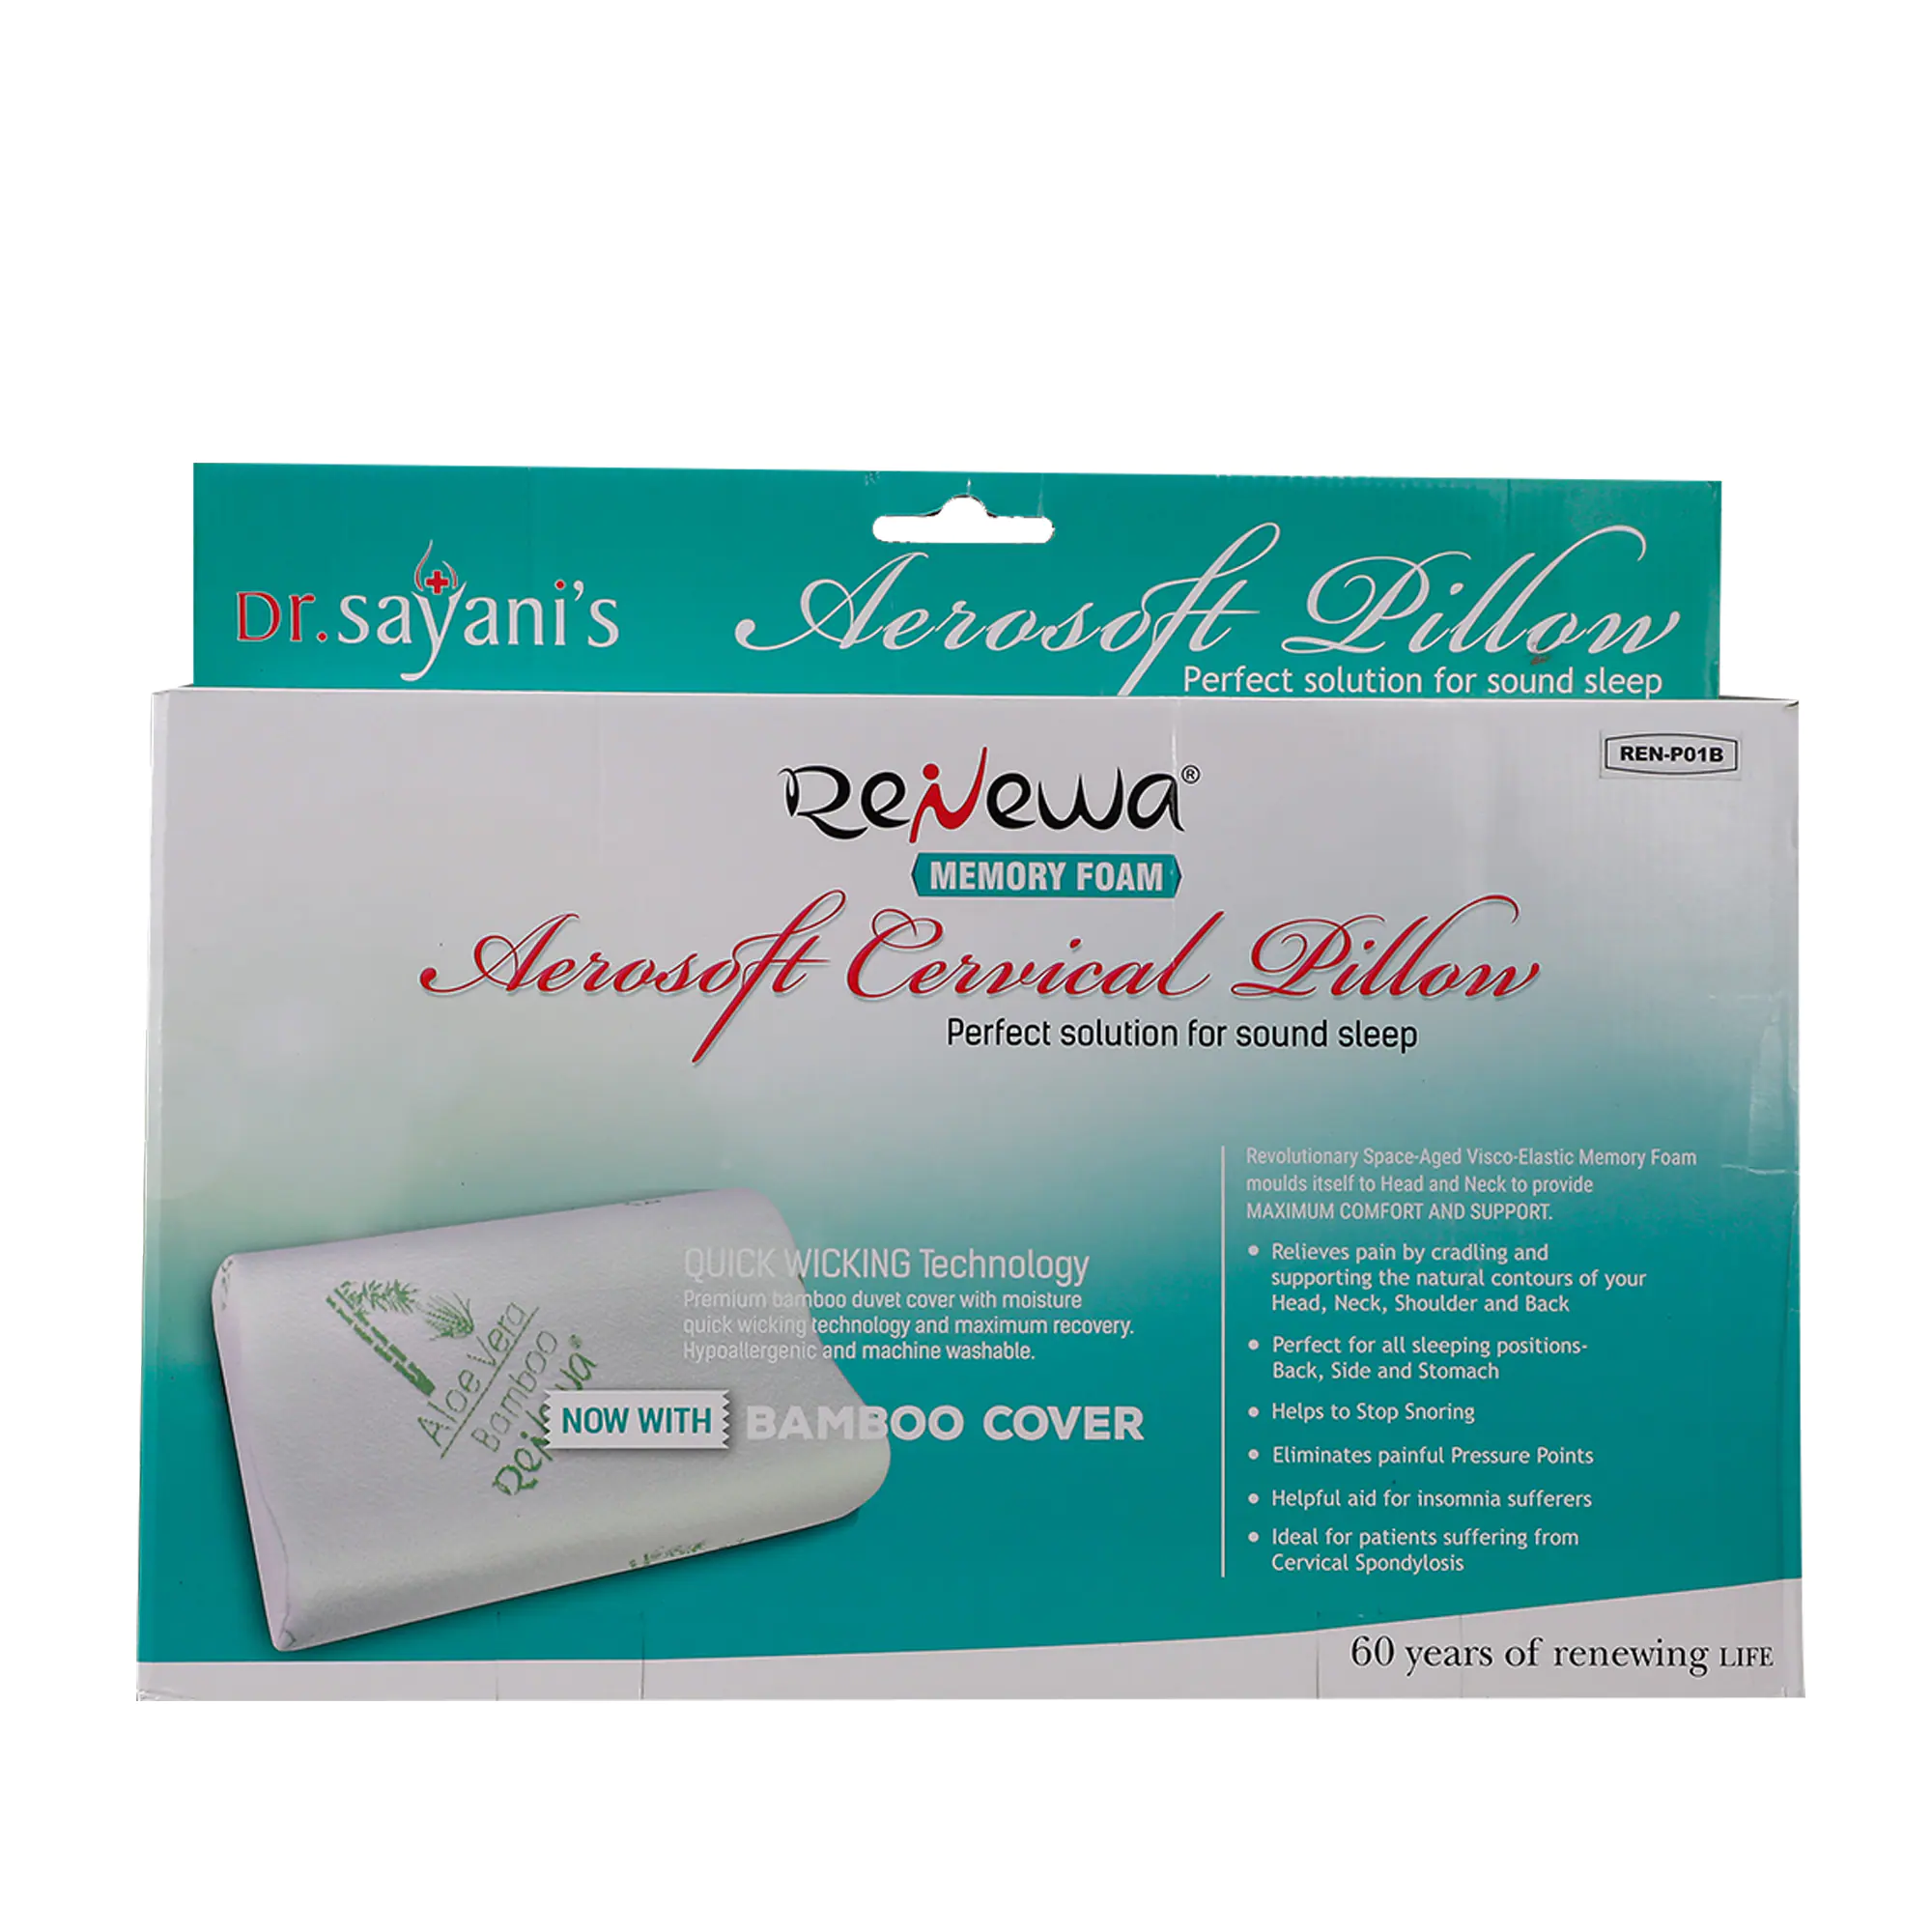 Dr.sayani's
Aerosoft Pillow
Perfect solution for sound sleep
REN-P01B
Renewa®
MEMORY FOAM
Aerosoft Cervical Pillow
Perfect solution for sound sleep
Aloe Vera
Bamboo
Renewa®
QUICK WICKING Technology
Premium bamboo duvet cover with moisture
quick wicking technology and maximum recovery.
Hypoallergenic and machine washable.
NOW WITH BAMBOO COVER
Revolutionary Space-Aged Visco-Elastic Memory Foam
moulds itself to Head and Neck to provide
MAXIMUM COMFORT AND SUPPORT.
• Relieves pain by cradling and
supporting the natural contours of your
Head, Neck, Shoulder and Back
• Perfect for all sleeping positions-
Back, Side and Stomach
• Helps to Stop Snoring
• Eliminates painful Pressure Points
• Helpful aid for insomnia sufferers
• Ideal for patients suffering from
Cervical Spondylosis
60 years of renewing LIFE